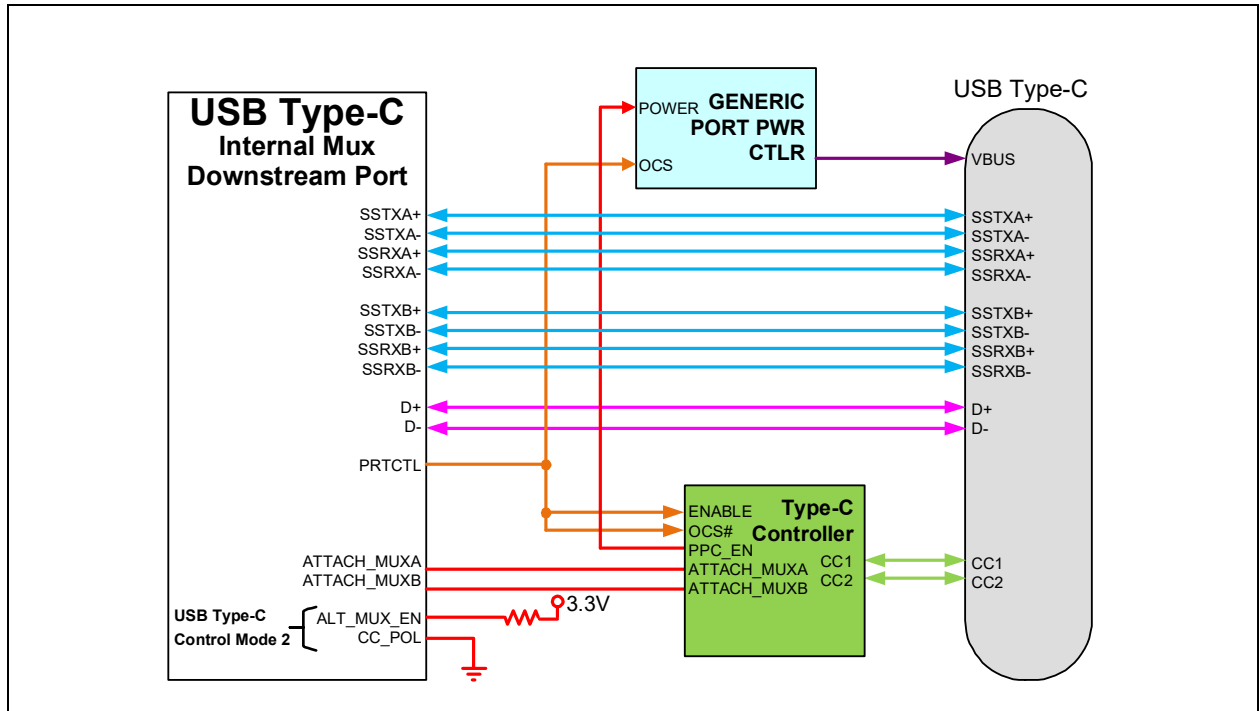 USB Type-C
Internal Mux
Downstream Port
SSTXA+
SSTXA-
SSRXA+
SSRXA-
SSTXB+
SSTXB-
SSRXB+
SSRXB-
D+
D-
PRTCTL
ATTACH_MUXA
ATTACH_MUXB
ALT_MUX_EN
CC_POL
USB Type-C
Control Mode 2
3.3V
POWER
OCS
GENERIC
PORT PWR
CTLR
ENABLE
OCS#
PPC_EN
ATTACH_MUXA
ATTACH_MUXB
Type-C
Controller
CC1
CC2
USB Type-C
VBUS
SSTXA+
SSTXA-
SSRXA+
SSRXA-
SSTXB+
SSTXB-
SSRXB+
SSRXB-
D+
D-
CC1
CC2